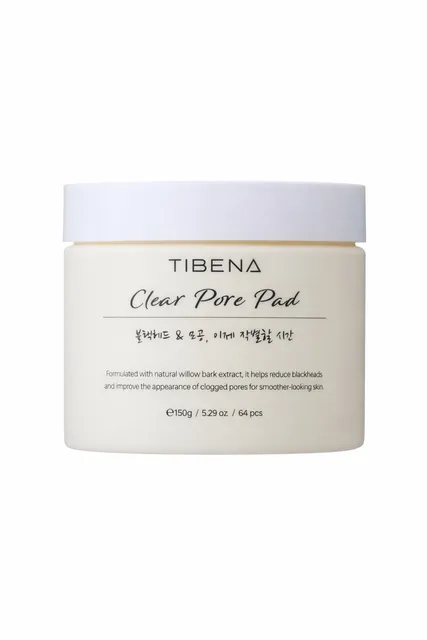 TIBENA
Clear Pore Pad
블랙헤드 & 모공, 이제 작별할 시간
Formulated with natural willow bark extract, it helps reduce blackheads
and improve the appearance of clogged pores for smoother-looking skin.
℮150g / 5.29 oz / 64 pcs